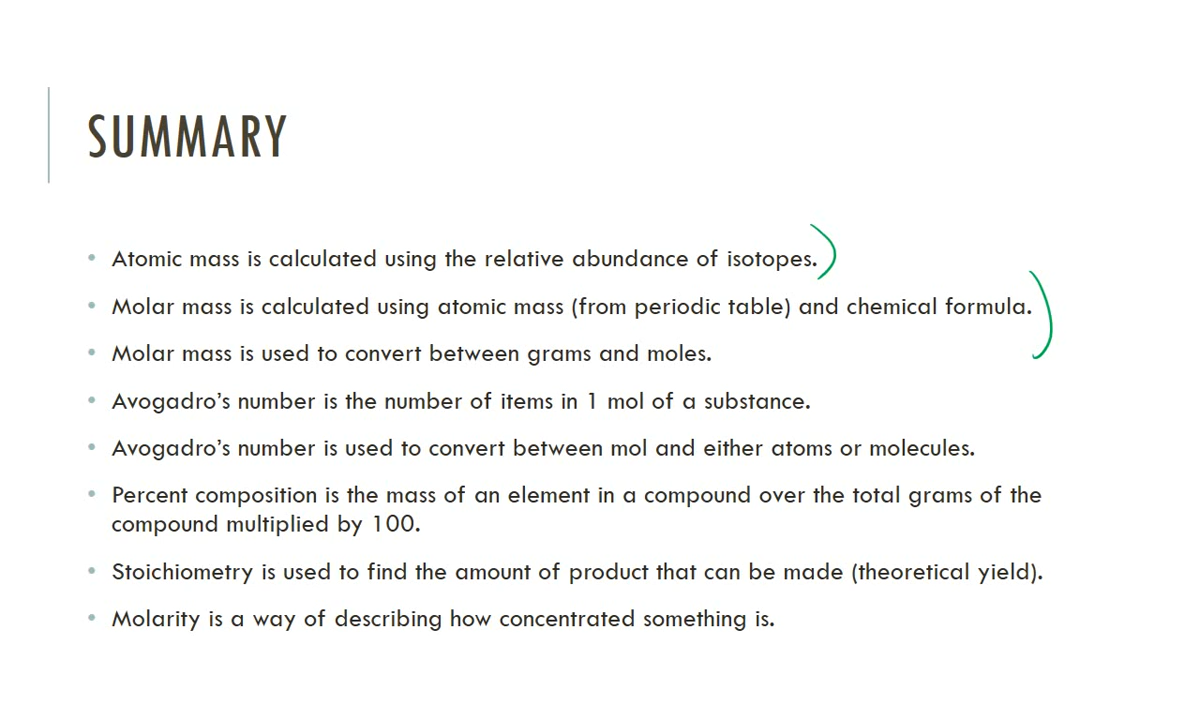 SUMMARY
• Atomic mass is calculated using the relative abundance of isotopes.
• Molar mass is calculated using atomic mass (from periodic table) and chemical formula.
• Molar mass is used to convert between grams and moles.
• Avogadro’s number is the number of items in 1 mol of a substance.
• Avogadro’s number is used to convert between mol and either atoms or molecules.
• Percent composition is the mass of an element in a compound over the total grams of the
compound multiplied by 100.
• Stoichiometry is used to find the amount of product that can be made (theoretical yield).
• Molarity is a way of describing how concentrated something is.